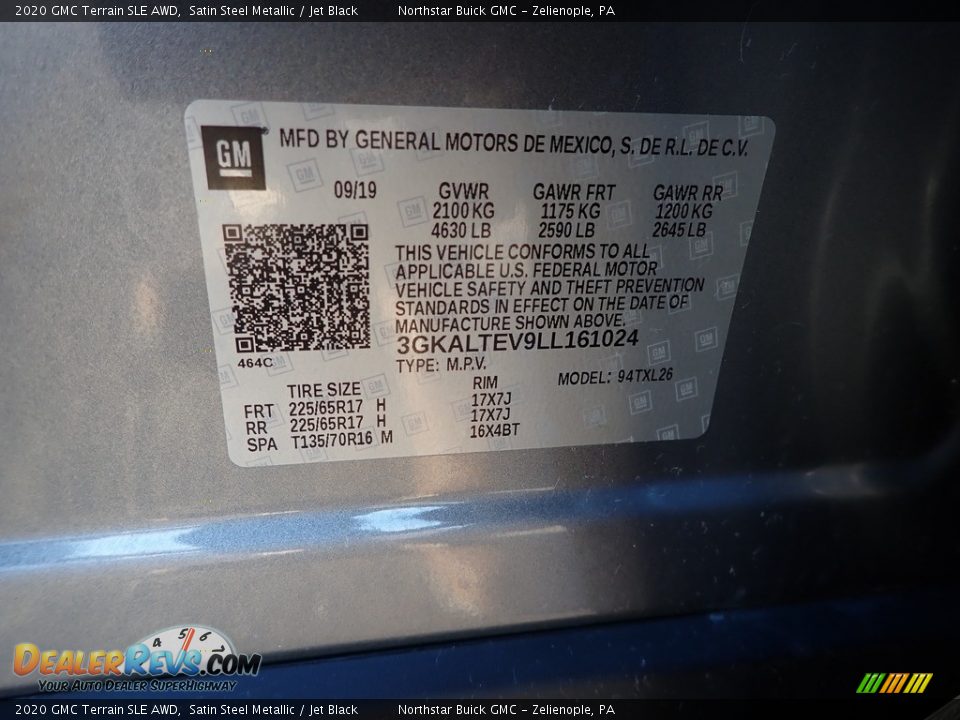 2020 GMC Terrain SLE AWD, Satin Steel Metallic / Jet Black Northstar Buick GMC - Zelienople, PA
GM MFD BY GENERAL MOTORS DE MEXICO, S. DE R.L. DE C.V.
09/19 GVWR GAWR FRT GAWR RR
2100 KG 1175 KG 1200 KG
4630 LB 2590 LB 2645 LB
THIS VEHICLE CONFORMS TO ALL
APPLICABLE U.S. FEDERAL MOTOR
VEHICLE SAFETY AND THEFT PREVENTION
STANDARDS IN EFFECT ON THE DATE OF
MANUFACTURE SHOWN ABOVE.
3GKALTEV9LL161024
464C TYPE: M.P.V. MODEL: 94TXL26
TIRE SIZE RIM
FRT 225/65R17 H 17X7J
RR 225/65R17 H 17X7J
SPA T135/70R16 M 16X4BT
4 5 6
DEALERREVS.COM
YOUR AUTO DEALER SUPERHIGHWAY
2020 GMC Terrain SLE AWD, Satin Steel Metallic / Jet Black Northstar Buick GMC - Zelienople, PA